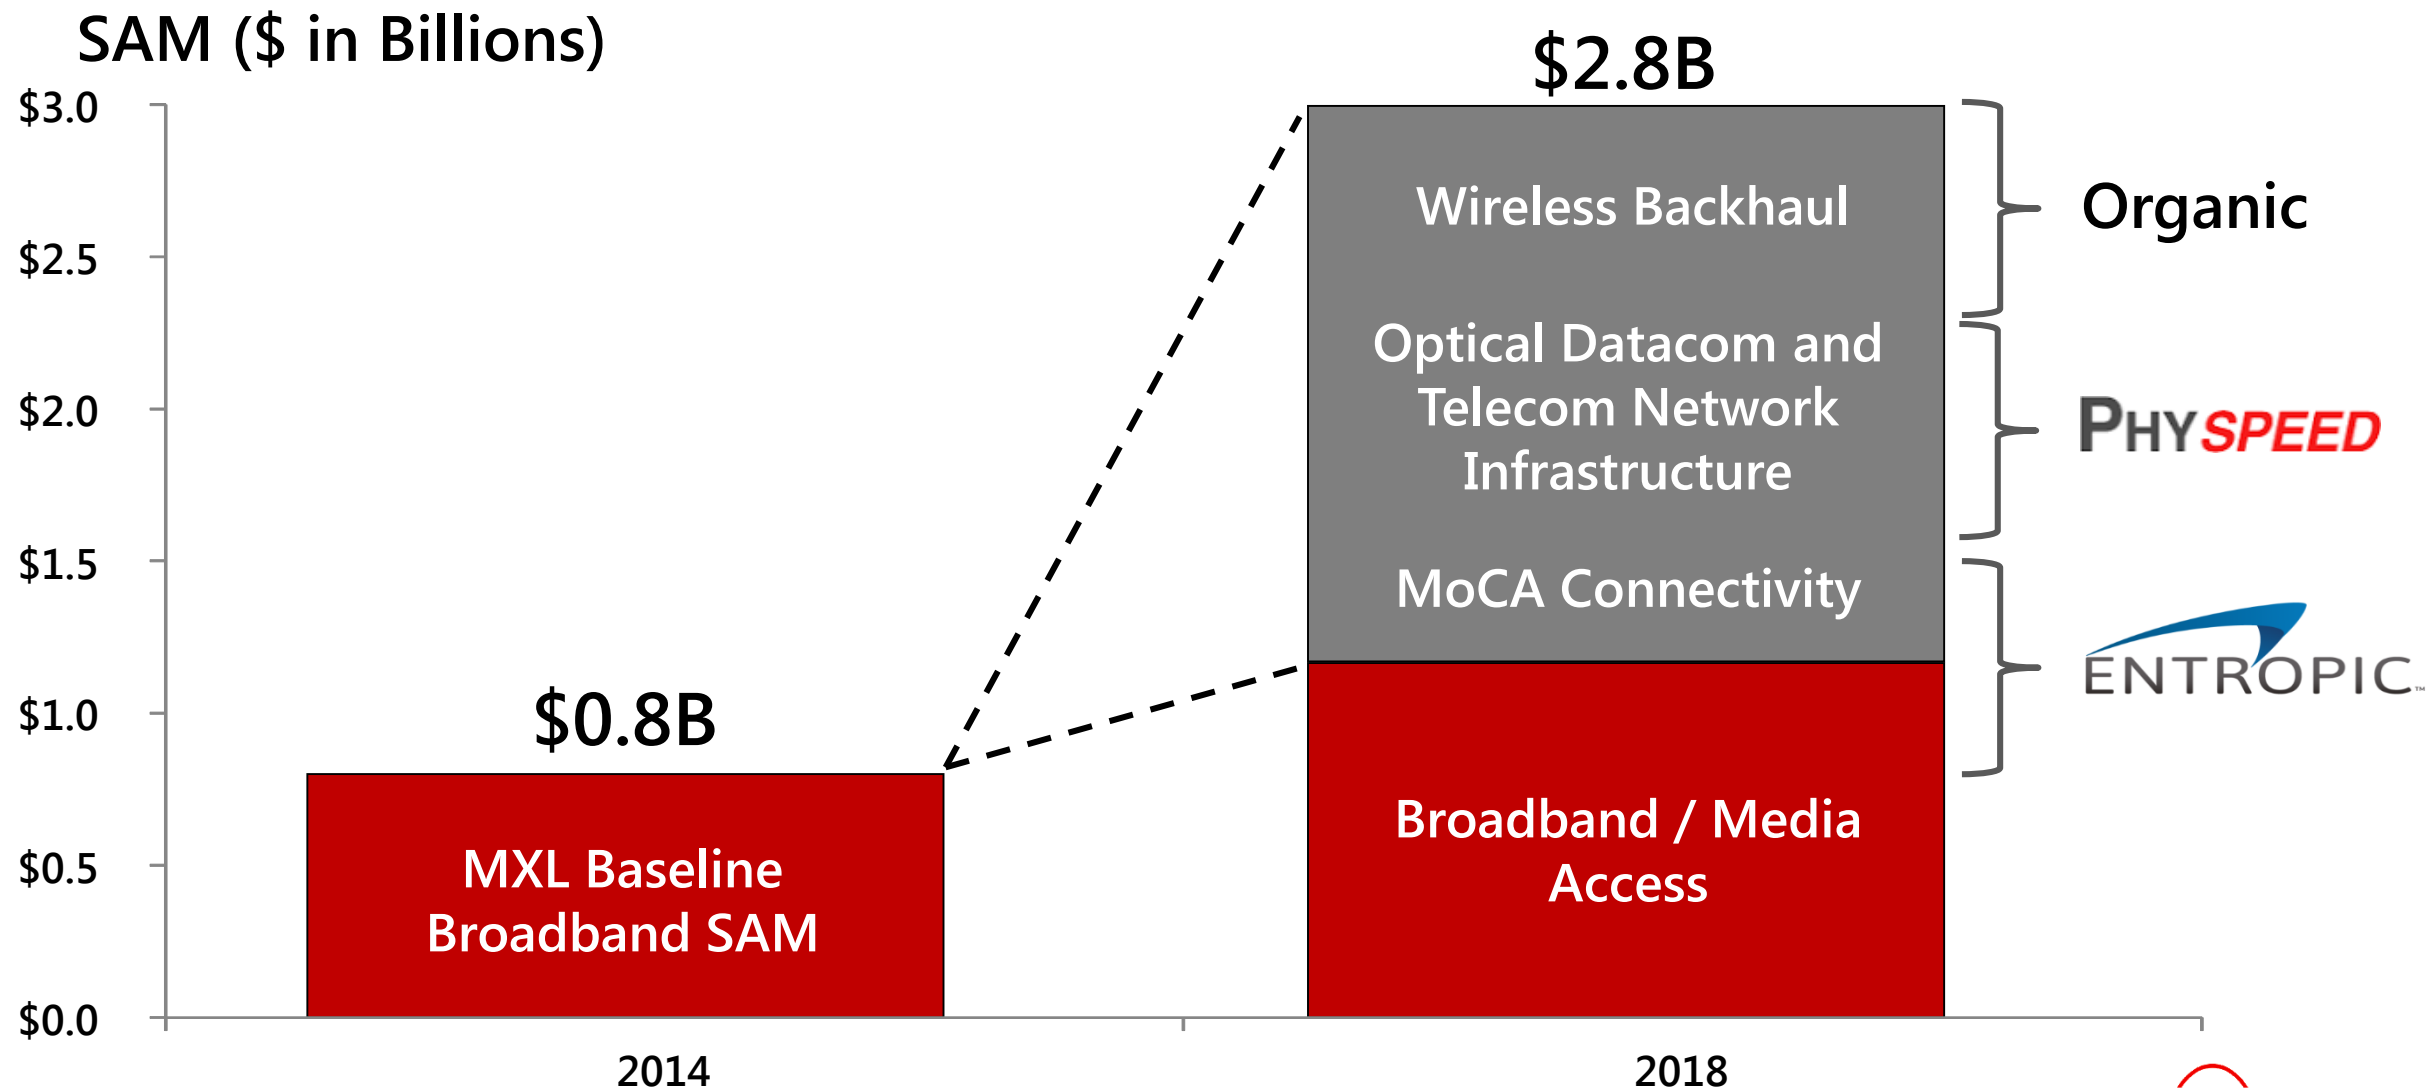 SAM ($ in Billions)
$2.8B
$3.0
$2.5
$2.0
$1.5
$1.0
$0.5
$0.0
Wireless Backhaul
Optical Datacom and
Telecom Network
Infrastructure
MoCA Connectivity
Broadband / Media
Access
Organic
PHYSPEED
ENTROPIC™
$0.8B
MXL Baseline
Broadband SAM
2014
2018